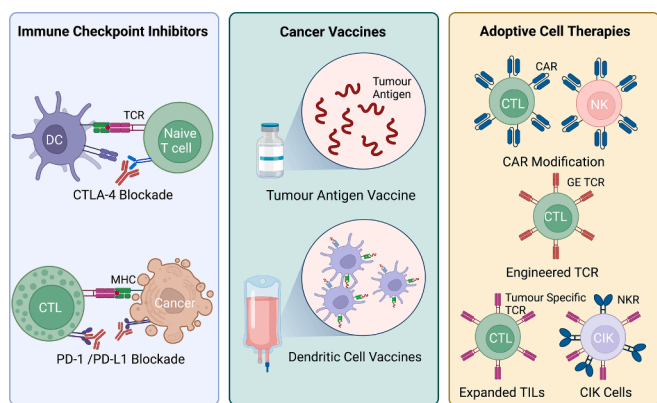 Immune Checkpoint Inhibitors
TCR
DC
Naive
T cell
CTLA-4 Blockade
MHC
CTL
Cancer
PD-1 /PD-L1 Blockade
Cancer Vaccines
Tumour
Antigen
Tumour Antigen Vaccine
Dendritic Cell Vaccines
Adoptive Cell Therapies
CAR
CTL
NK
CAR Modification
GE TCR
CTL
Engineered TCR
Tumour Specific
TCR
NKR
CTL
CIK
Expanded TILs
CIK Cells